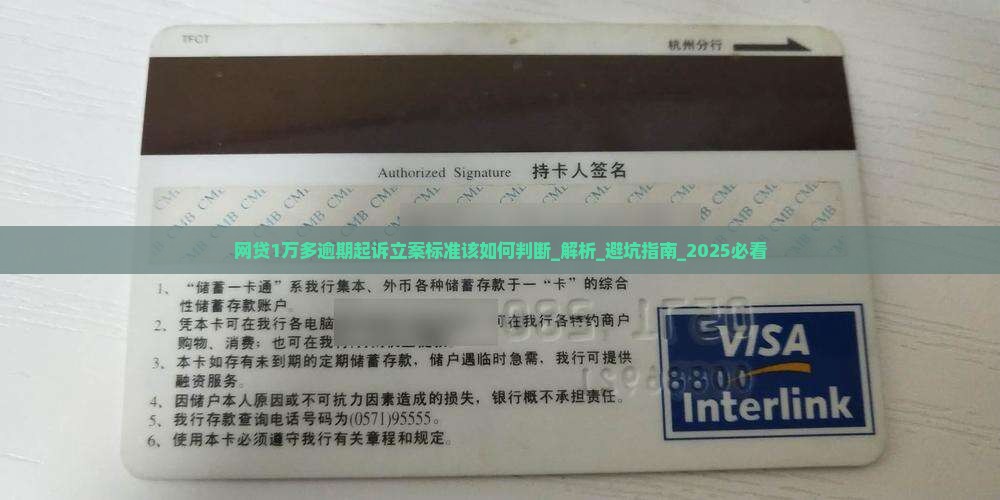 TFCT
杭州分行
Authorized Signature 持卡人签名
CMB CMB CMB CMB CMB CMB
网贷1万多逾期起诉立案标准该如何判断_解析_避坑指南_2025必看
1、“储蓄一卡通”系我行集本、外币各种储蓄存款于一“卡”的综合
性储蓄存款账户
2、凭本卡可在我行各电脑 可在我行各特约商户
购物、消费；也可在我
3、本卡如存有未到期的定期储蓄存款，储户遇临时急需，我行可提供
融资服务。
4、因储户本人原因或不可抗力因素造成的损失，银行概不承担责任。
5、我行存款查询电话号码为(0571)95555。
6、使用本卡必须遵守我行有关章程和规定。
VISA
Interlink